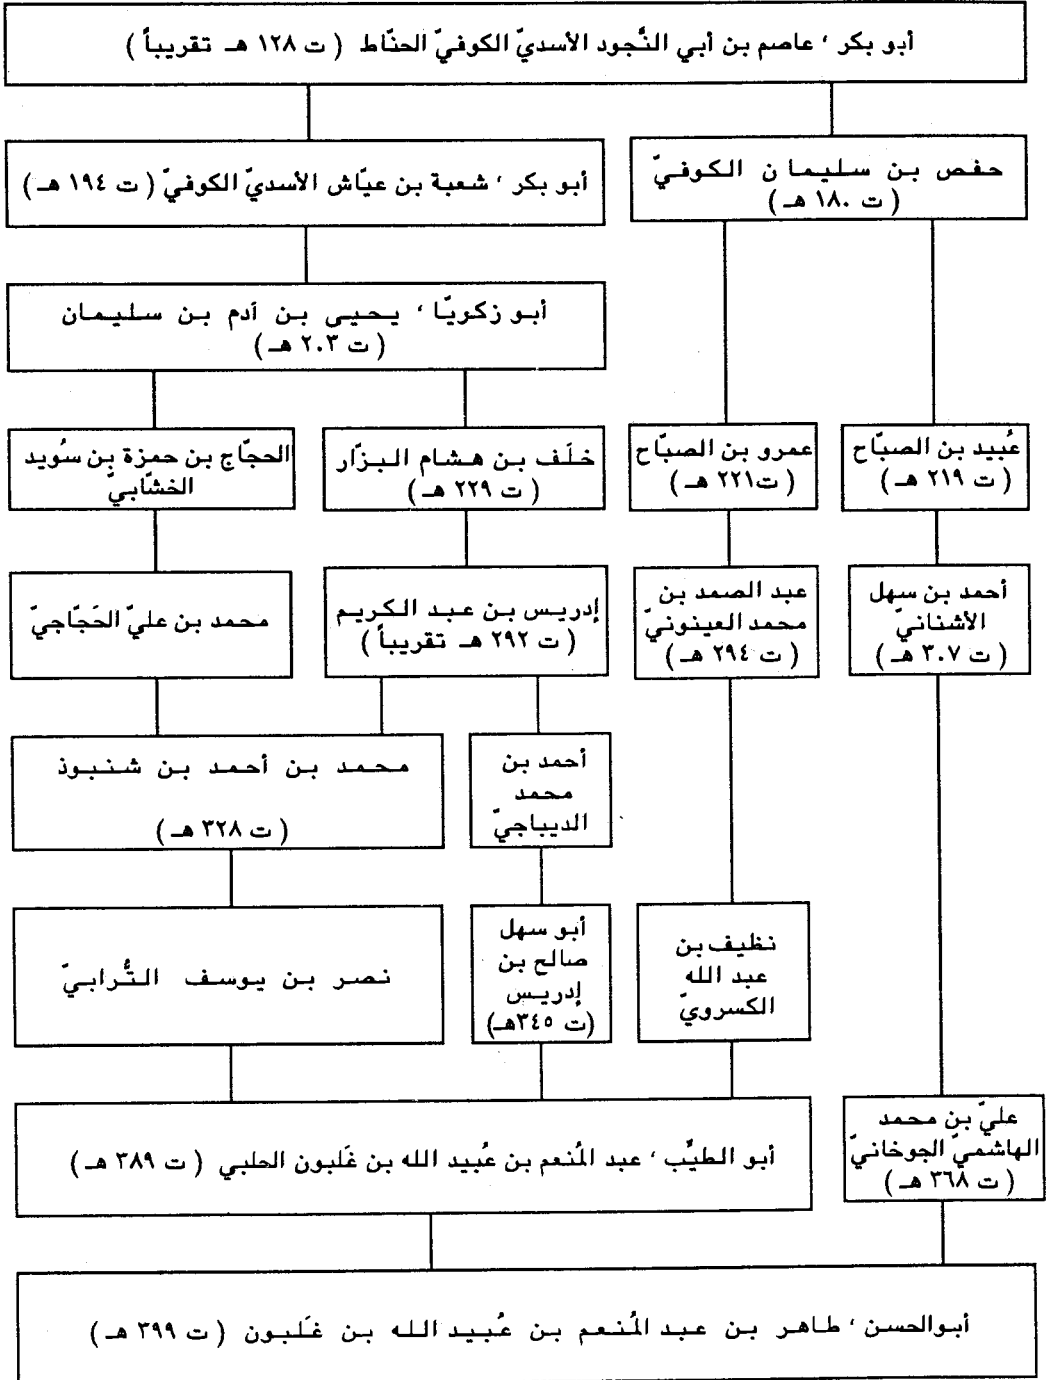 أبو بكر ، عاصم بن أبي النَّجود الأسديّ الكوفيّ الحنّاط ( ت ١٢٨ هـ تقريباً )
حفص بن سليمان الكوفيّ
( ت ١٨٠ هـ )
أبو بكر ، شعبة بن عيّاش الأسديّ الكوفيّ ( ت ١٩٤ هـ )
أبو زكويّا ، يحيى بن آدم بن سليمان
( ت ٢٠٣ هـ )
عُبيد بن الصبّاح
( ت ٢١٩ هـ )
عمرو بن الصبّاح
( ت٢٢١ هـ )
خلَف بن هشام البزّار
( ت ٢٢٩ هـ )
الحجّاج بن حمزة بن سُويد
الخشّابيّ
أحمد بن سهل
الأشنانيّ
( ت ٣٠٧ هـ )
عبد الصمد بن
محمد العينونيّ
( ت ٢٩٤ هـ )
إدريس بن عبد الكريم
( ت ٢٩٢ هـ تقريباً )
محمد بن عليّ الحَجّاجيّ
أحمد بن
محمد
الديباجيّ
محمد بن أحمد بن شنبوذ
( ت ٣٢٨ هـ )
نظيف بن
عبد الله
الكسرويّ
أبو سهل
صالح بن
إدريس
(ت ٣٤٥هـ)
نصر بن يوسف التُّرابيّ
عليّ بن محمد
الهاشميّ الجوخانيّ
( ت ٣٦٨ هـ )
أبو الطيِّب ، عبد المُنعم بن عُبيد الله بن غَلبون الحلبي ( ت ٣٨٩ هـ )
أبوالحسن ، طاهر بن عبد المُنعم بن عُبيد الله بن غَلبون ( ت ٣٩٩ هـ )